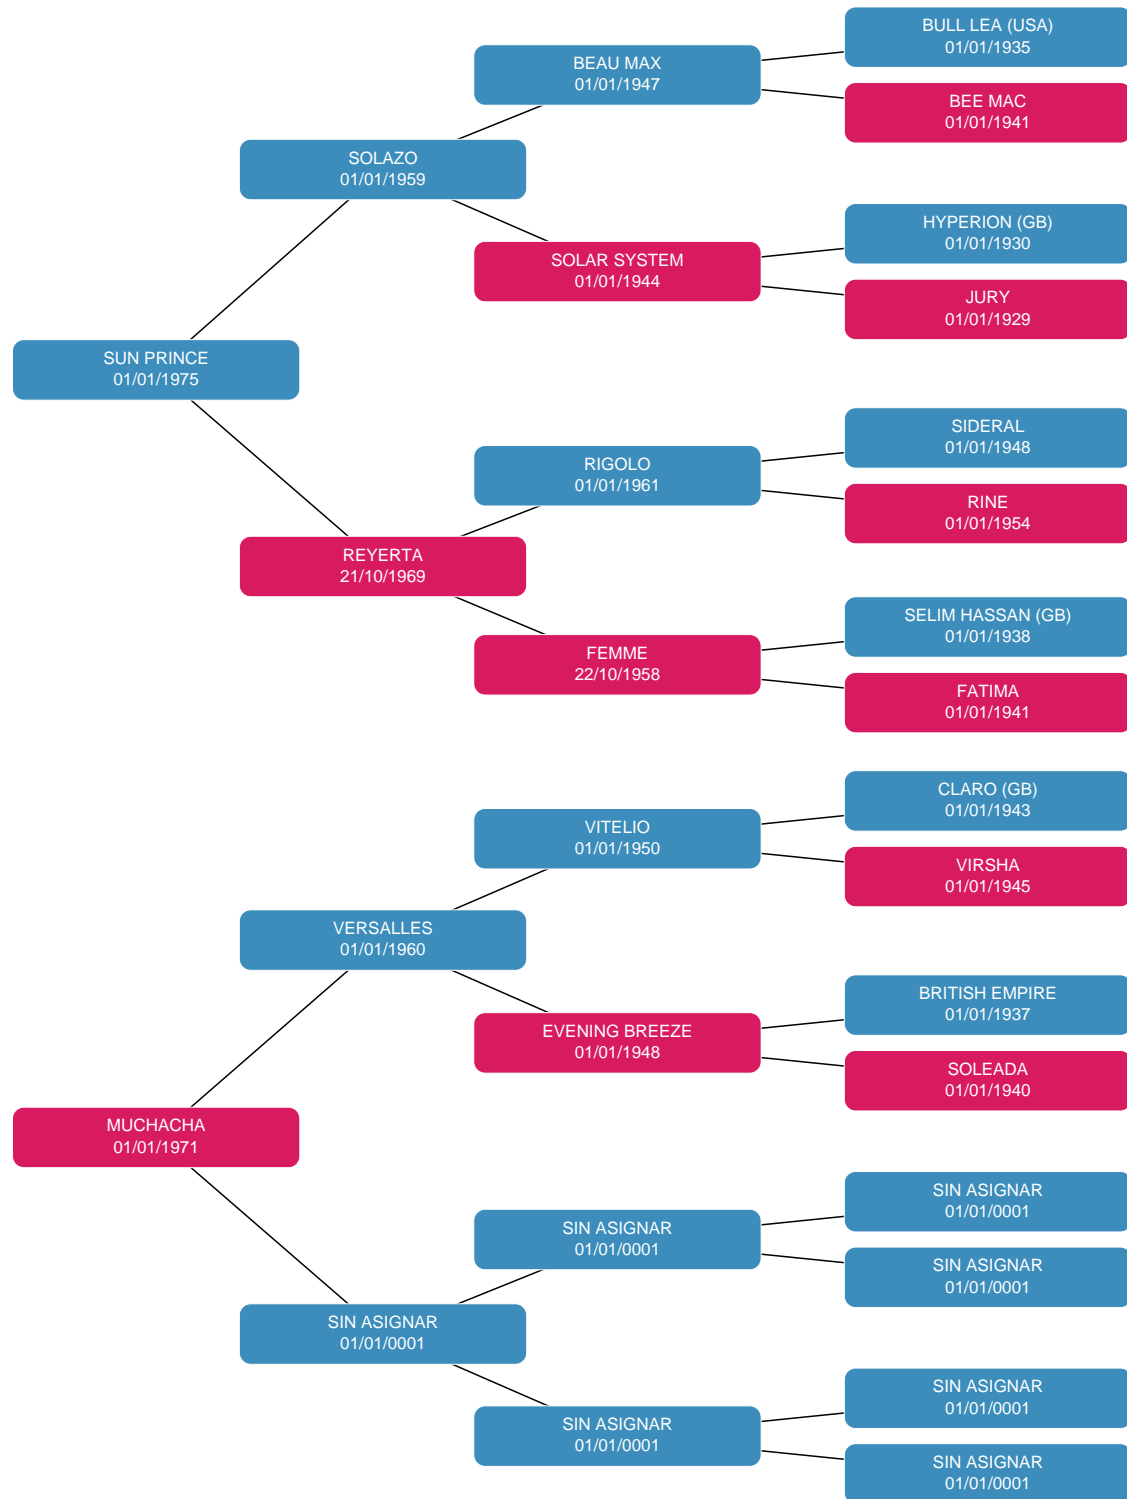 BULL LEA (USA)
01/01/1935
BEAU MAX
01/01/1947
BEE MAC
01/01/1941
SOLAZO
01/01/1959
HYPERION (GB)
01/01/1930
SOLAR SYSTEM
01/01/1944
JURY
01/01/1929
SUN PRINCE
01/01/1975
SIDERAL
01/01/1948
RIGOLO
01/01/1961
RINE
01/01/1954
REYERTA
21/10/1969
SELIM HASSAN (GB)
01/01/1938
FEMME
22/10/1958
FATIMA
01/01/1941
CLARO (GB)
01/01/1943
VITELIO
01/01/1950
VIRSHA
01/01/1945
VERSALLES
01/01/1960
BRITISH EMPIRE
01/01/1937
EVENING BREEZE
01/01/1948
SOLEADA
01/01/1940
MUCHACHA
01/01/1971
SIN ASIGNAR
01/01/0001
SIN ASIGNAR
01/01/0001
SIN ASIGNAR
01/01/0001
SIN ASIGNAR
01/01/0001
SIN ASIGNAR
01/01/0001
SIN ASIGNAR
01/01/0001
SIN ASIGNAR
01/01/0001